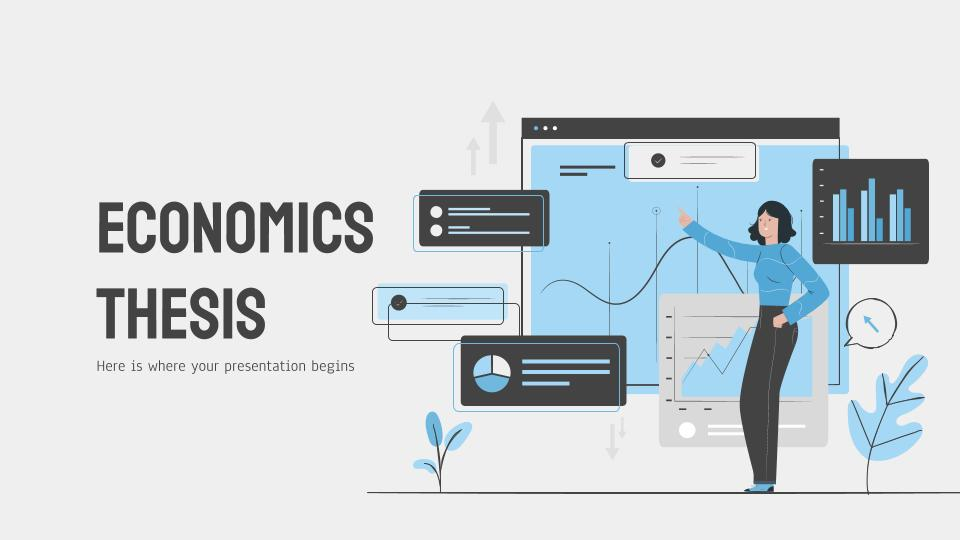 ECONOMICS
THESIS
Here is where your presentation begins